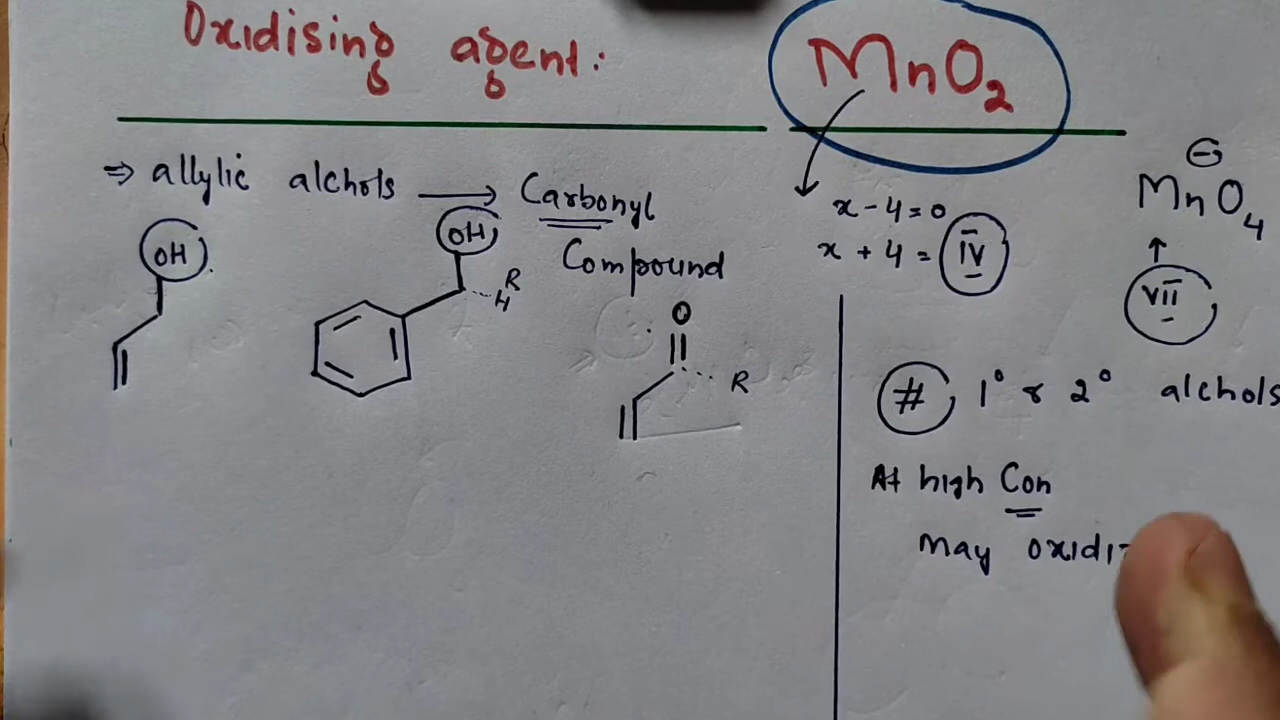 Oxidising agent:
MnO2
⇒ allylic alchols → Carbonyl
Compound
OH
OH
R
H
O
R
x - 4 = 0
x + 4 = IV
⊖
MnO4
↑
VII
# 1° & 2° alchols
At high Con
May